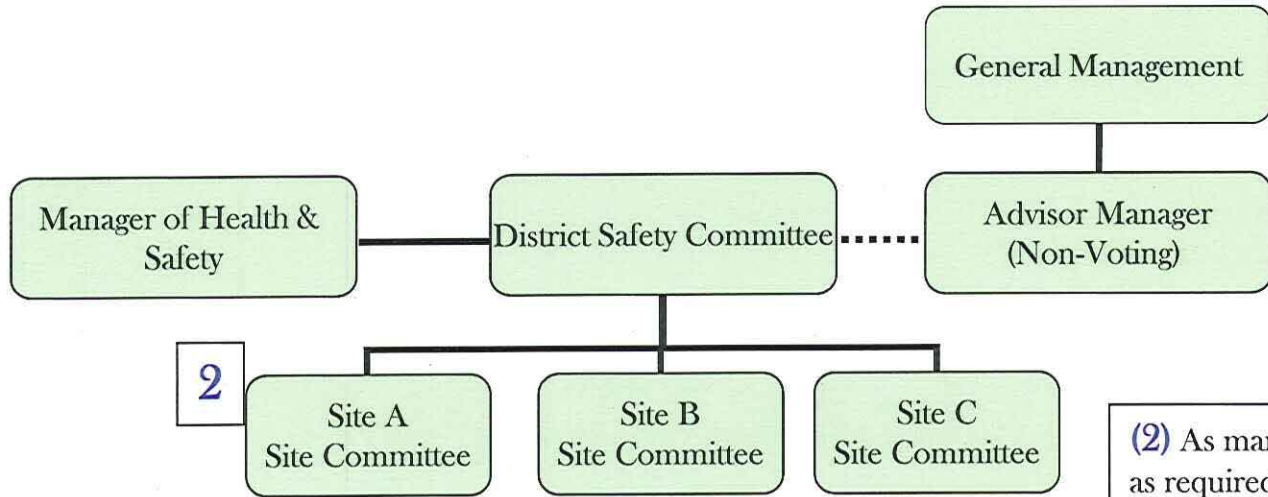 General Management
Manager of Health &
Safety
District Safety Committee
Advisor Manager
(Non-Voting)
2
Site A
Site Committee
Site B
Site Committee
Site C
Site Committee
(2) As
as required